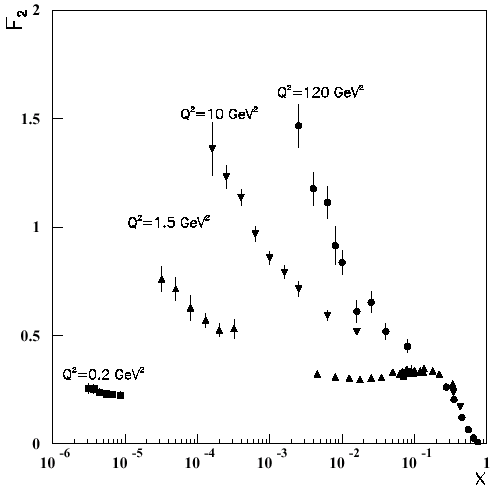 F₂
2
1.5
1
0.5
0
Q²=120 GeV²
Q²=10 GeV²
Q²=1.5 GeV²
Q²=0.2 GeV²
10⁻⁶ 10⁻⁵ 10⁻⁴ 10⁻³ 10⁻² 10⁻¹ 1
X